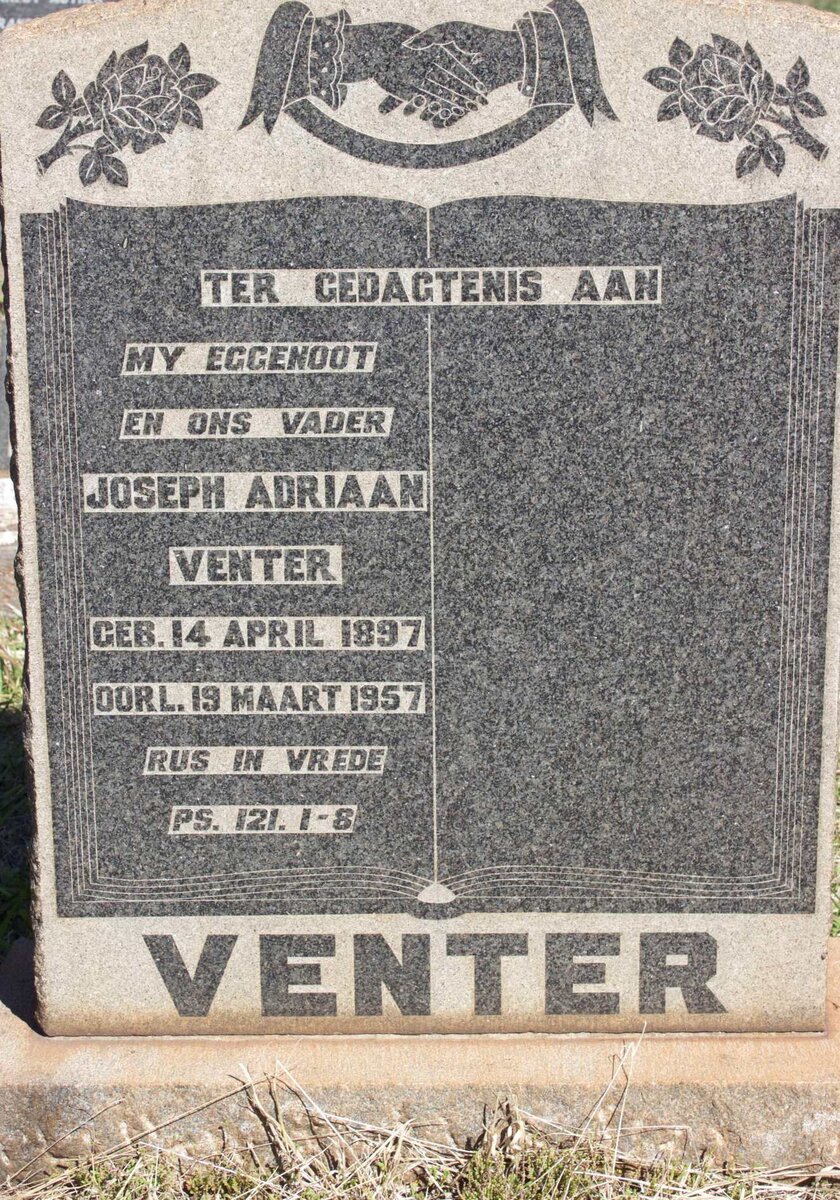 TER GEDAGTENIS AAN
MY EGGENOOT
EN ONS VADER
JOSEPH ADRIAAN
VENTER
GEB. 14 APRIL 1897
OORL. 19 MAART 1957
RUS IN VREDE
PS. 121. 1-8
VENTER